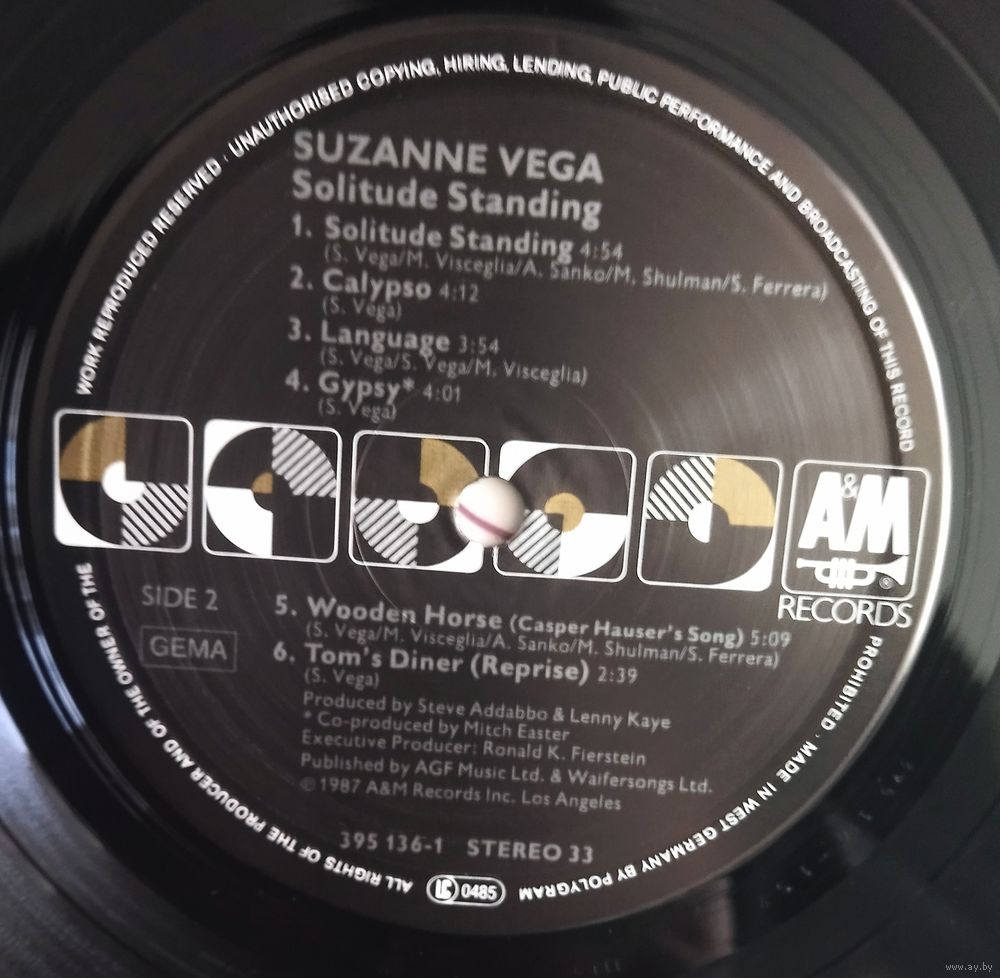 WORK REPRODUCED RESERVED · UNAUTHORISED COPYING, HIRING, LENDING, PUBLIC PERFORMANCE AND BROADCASTING OF THIS RECORD
SUZANNE VEGA
Solitude Standing
1. Solitude Standing 4:54
(S. Vega/M. Visceglia/A. Sanko/M. Shulman/S. Ferrera)
2. Calypso 4:12
(S. Vega)
3. Language 3:54
(S. Vega/S. Vega/M. Visceglia)
4. Gypsy* 4:01
(S. Vega)
A&M
RECORDS
SIDE 2
GEMA
5. Wooden Horse (Casper Hauser's Song) 5:09
(S. Vega/M. Visceglia/A. Sanko/M. Shulman/S. Ferrera)
6. Tom's Diner (Reprise) 2:39
(S. Vega)
Produced by Steve Addabbo & Lenny Kaye
* Co-produced by Mitch Easter
Executive Producer: Ronald K. Fierstein
Published by AGF Music Ltd. & Waifersongs Ltd.
℗ 1987 A&M Records Inc. Los Angeles
395 136-1 STEREO 33
PROHIBITED · MADE IN WEST GERMANY BY POLYGRAM
LC 0485
ALL RIGHTS OF THE PRODUCER AND OF THE OWNER OF THE
www.ay.by